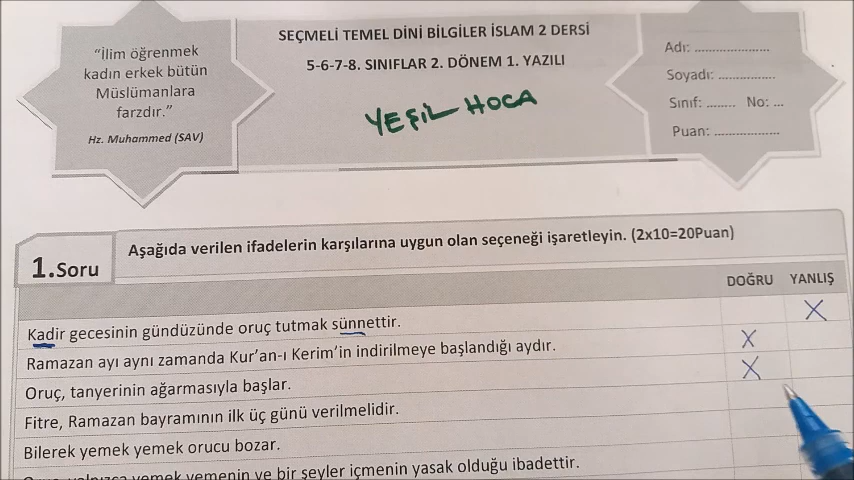 "İlim öğrenmek
kadın erkek bütün
Müslümanlara
farzdır."
Hz. Muhammed (SAV)
SEÇMELİ TEMEL DİNİ BİLGİLER İSLAM 2 DERSİ
5-6-7-8. SINIFLAR 2. DÖNEM 1. YAZILI
YEŞİL HOCA
Adı: ......................
Soyadı: .................
Sınıf: ........ No: ...
Puan: ...................
1.Soru
Aşağıda verilen ifadelerin karşılarına uygun olan seçeneği işaretleyin. (2x10=20Puan)
DOĞRU YANLIŞ
Kadir gecesinin gündüzünde oruç tutmak sünnettir. X
Ramazan ayı aynı zamanda Kur'an-ı Kerim'in indirilmeye başlandığı aydır. X
Oruç, tanyerinin ağarmasıyla başlar. X
Fitre, Ramazan bayramının ilk üç günü verilmelidir.
Bilerek yemek yemek orucu bozar.
yemek yemenin ve bir şeyler içmenin yasak olduğu ibadettir.